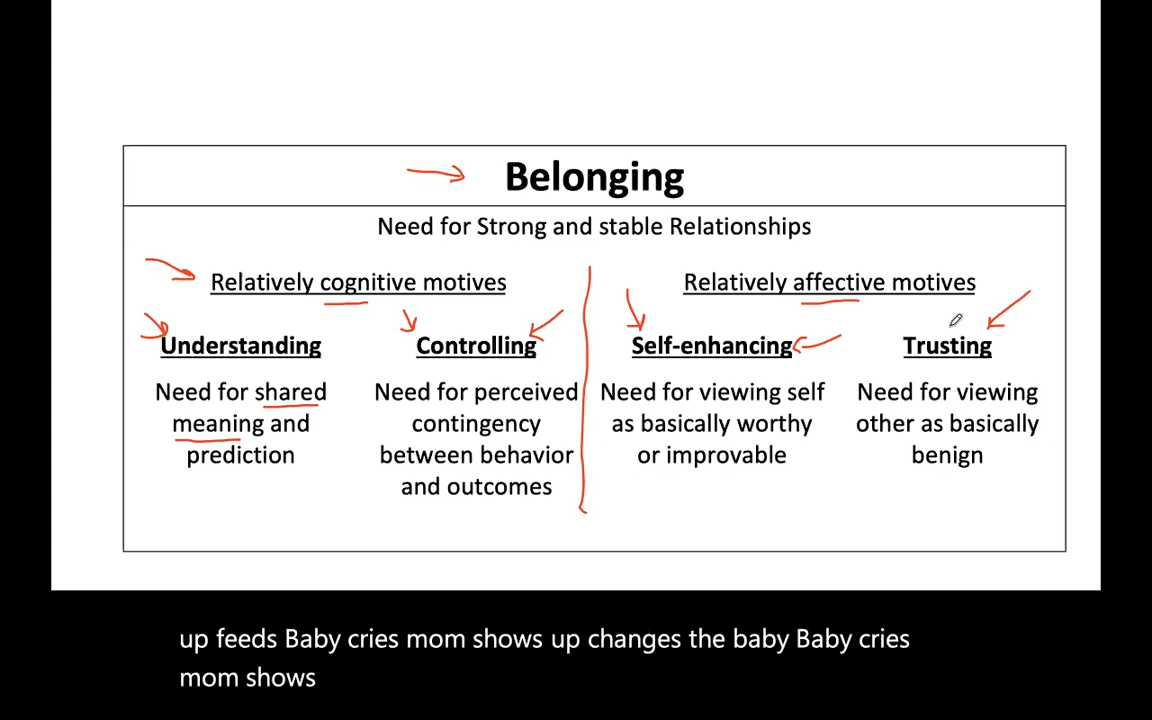 Belonging
Need for Strong and stable Relationships
Relatively cognitive motives
Relatively affective motives
Understanding
Need for shared
meaning and
prediction
Controlling
Need for perceived
contingency
between behavior
and outcomes
Self-enhancing
Need for viewing self
as basically worthy
or improvable
Trusting
Need for viewing
other as basically
benign
up feeds Baby cries mom shows up changes the baby Baby cries
mom shows